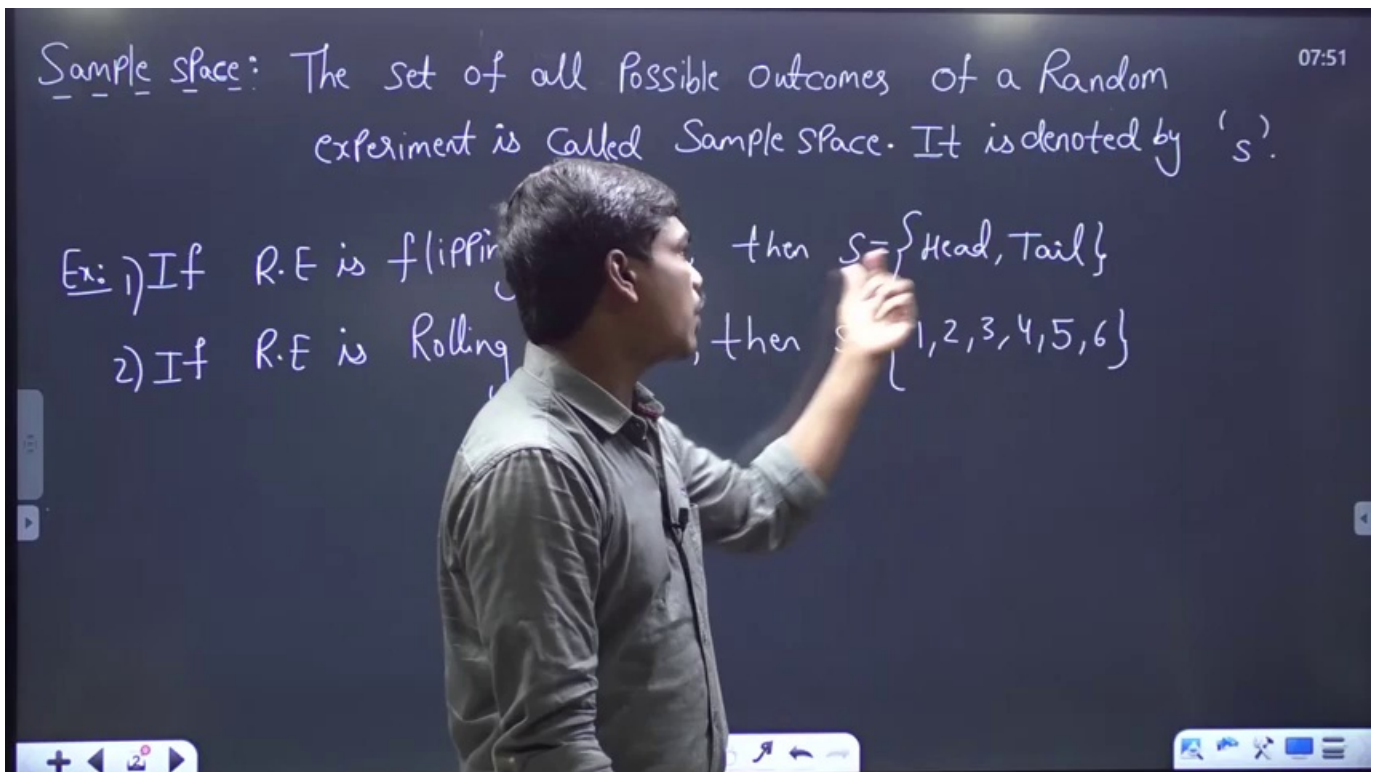 Sample space: The set of all Possible outcomes of a Random
07:51
experiment is Called Sample space. It is denoted by 's'.
Ex: 1) If R.E is then S={Head, Tail}
2) If R.E is Rolling , then {1,2,3,4,5,6}
2